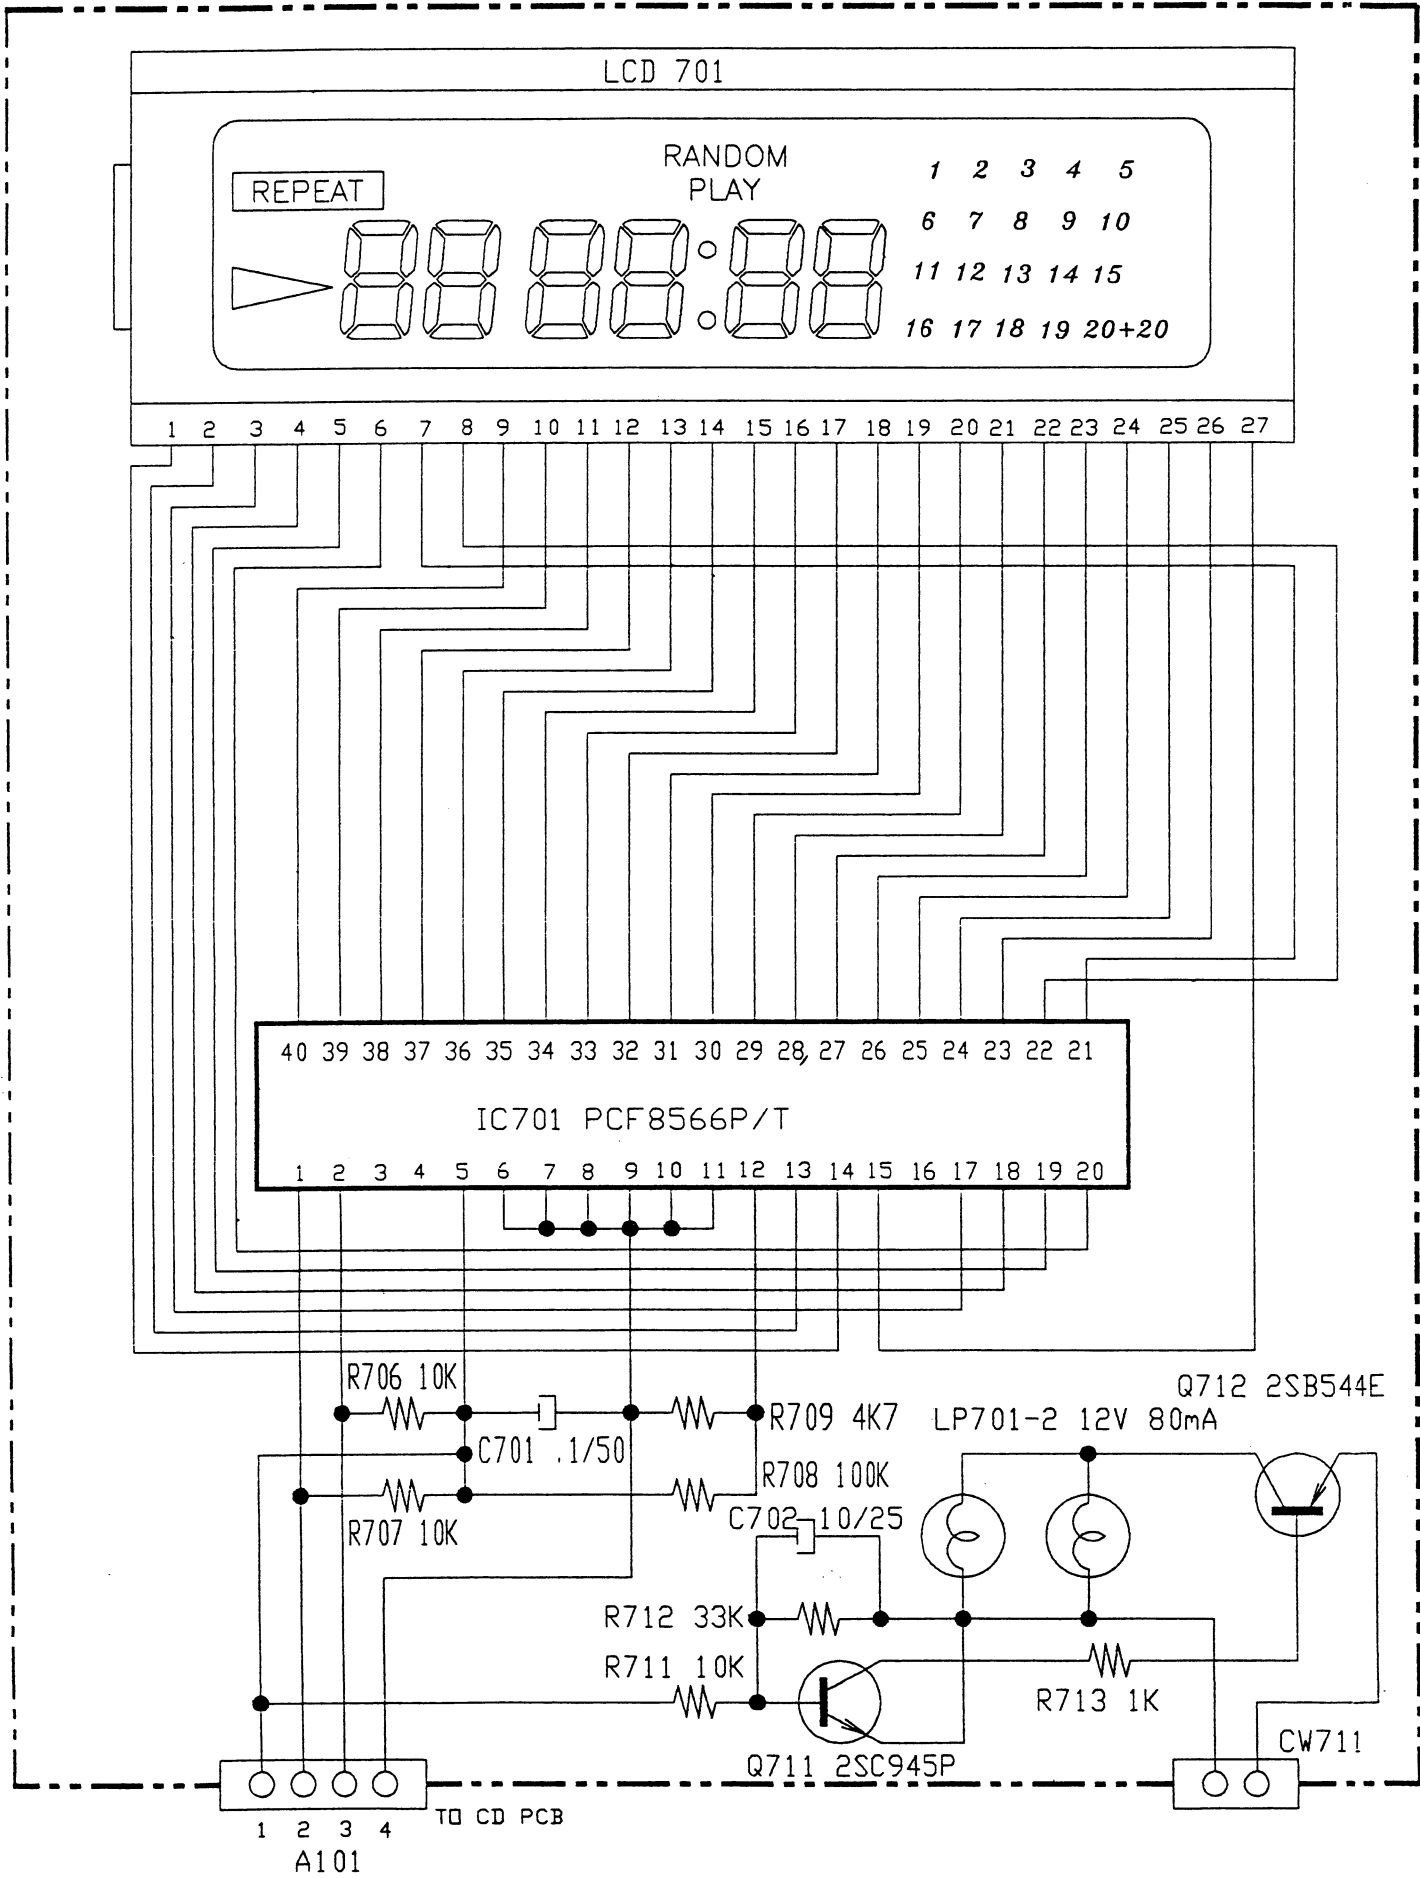 LCD 701
RANDOM
PLAY
REPEAT
1 2 3 4 5
6 7 8 9 10
11 12 13 14 15
16 17 18 19 20+20
88 88:88
1 2 3 4 5 6 7 8 9 10 11 12 13 14 15 16 17 18 19 20 21 22 23 24 25 26 27
40 39 38 37 36 35 34 33 32 31 30 29 28, 27 26 25 24 23 22 21
IC701 PCF8566P/T
1 2 3 4 5 6 7 8 9 10 11 12 13 14 15 16 17 18 19 20
R706 10K
Q712 2SB544E
R709 4K7
LP701-2 12V 80mA
C701 .1/50
R708 100K
R707 10K
C702 10/25
R712 33K
R711 10K
R713 1K
Q711 2SC945P
CW711
1 2 3 4
TO CD PCB
A101